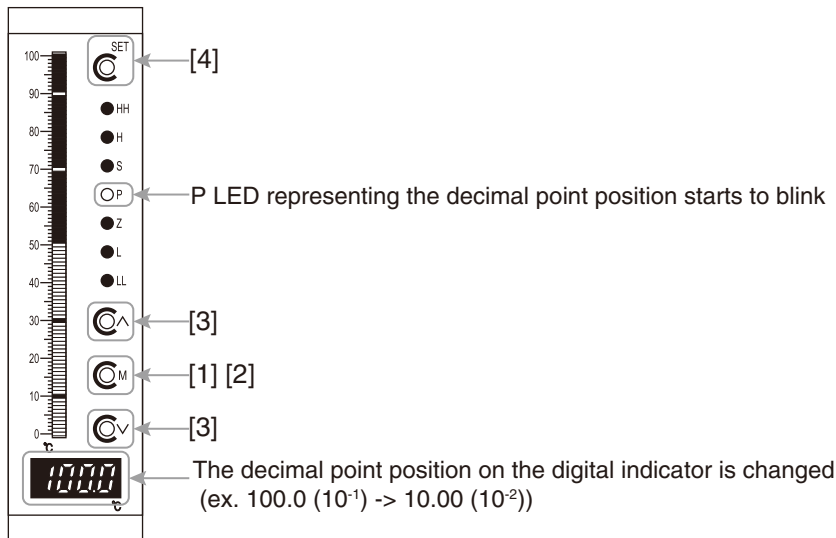 SET
[4]
100
90
HH
80
H
70
S
P
P LED representing the decimal point position starts to blink
60
Z
50
L
40
LL
30
[3]
20
M
[1] [2]
10
0
[3]
℃
100.0
The decimal point position on the digital indicator is changed
(ex. 100.0 (10⁻¹) -> 10.00 (10⁻²))
℃